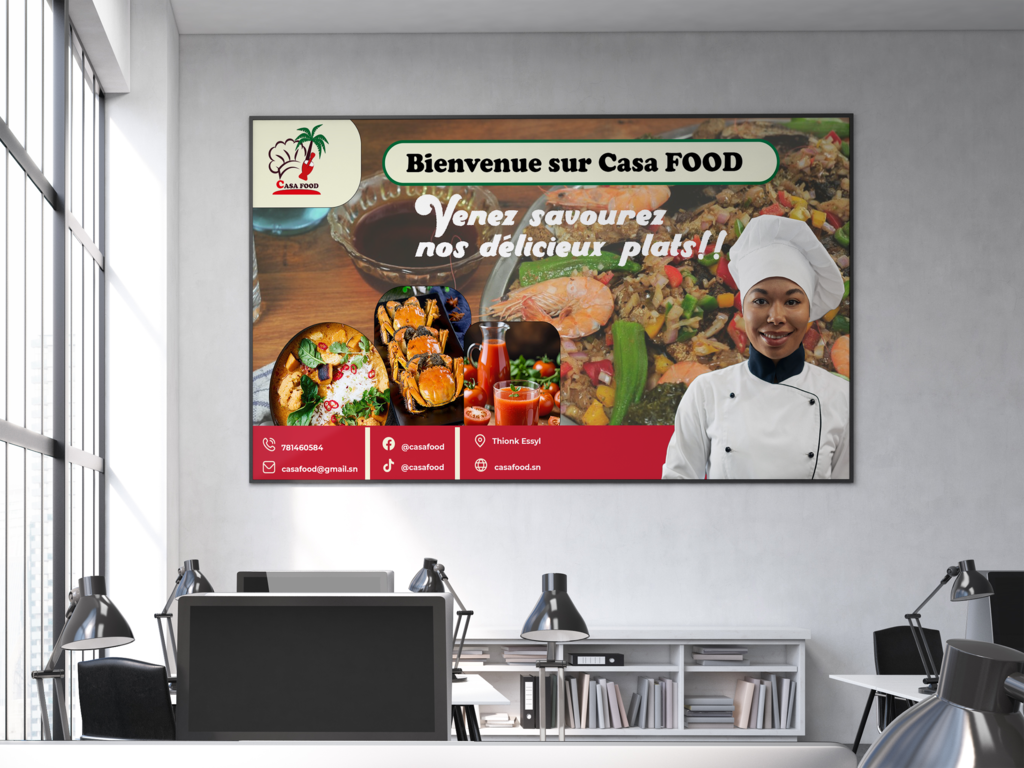 CASA FOOD
Bienvenue sur Casa FOOD
Venez savourez
nos délicieux plats!!
781460584
casafood@gmail.sn
@casafood
@casafood
Thionk Essyl
casafood.sn